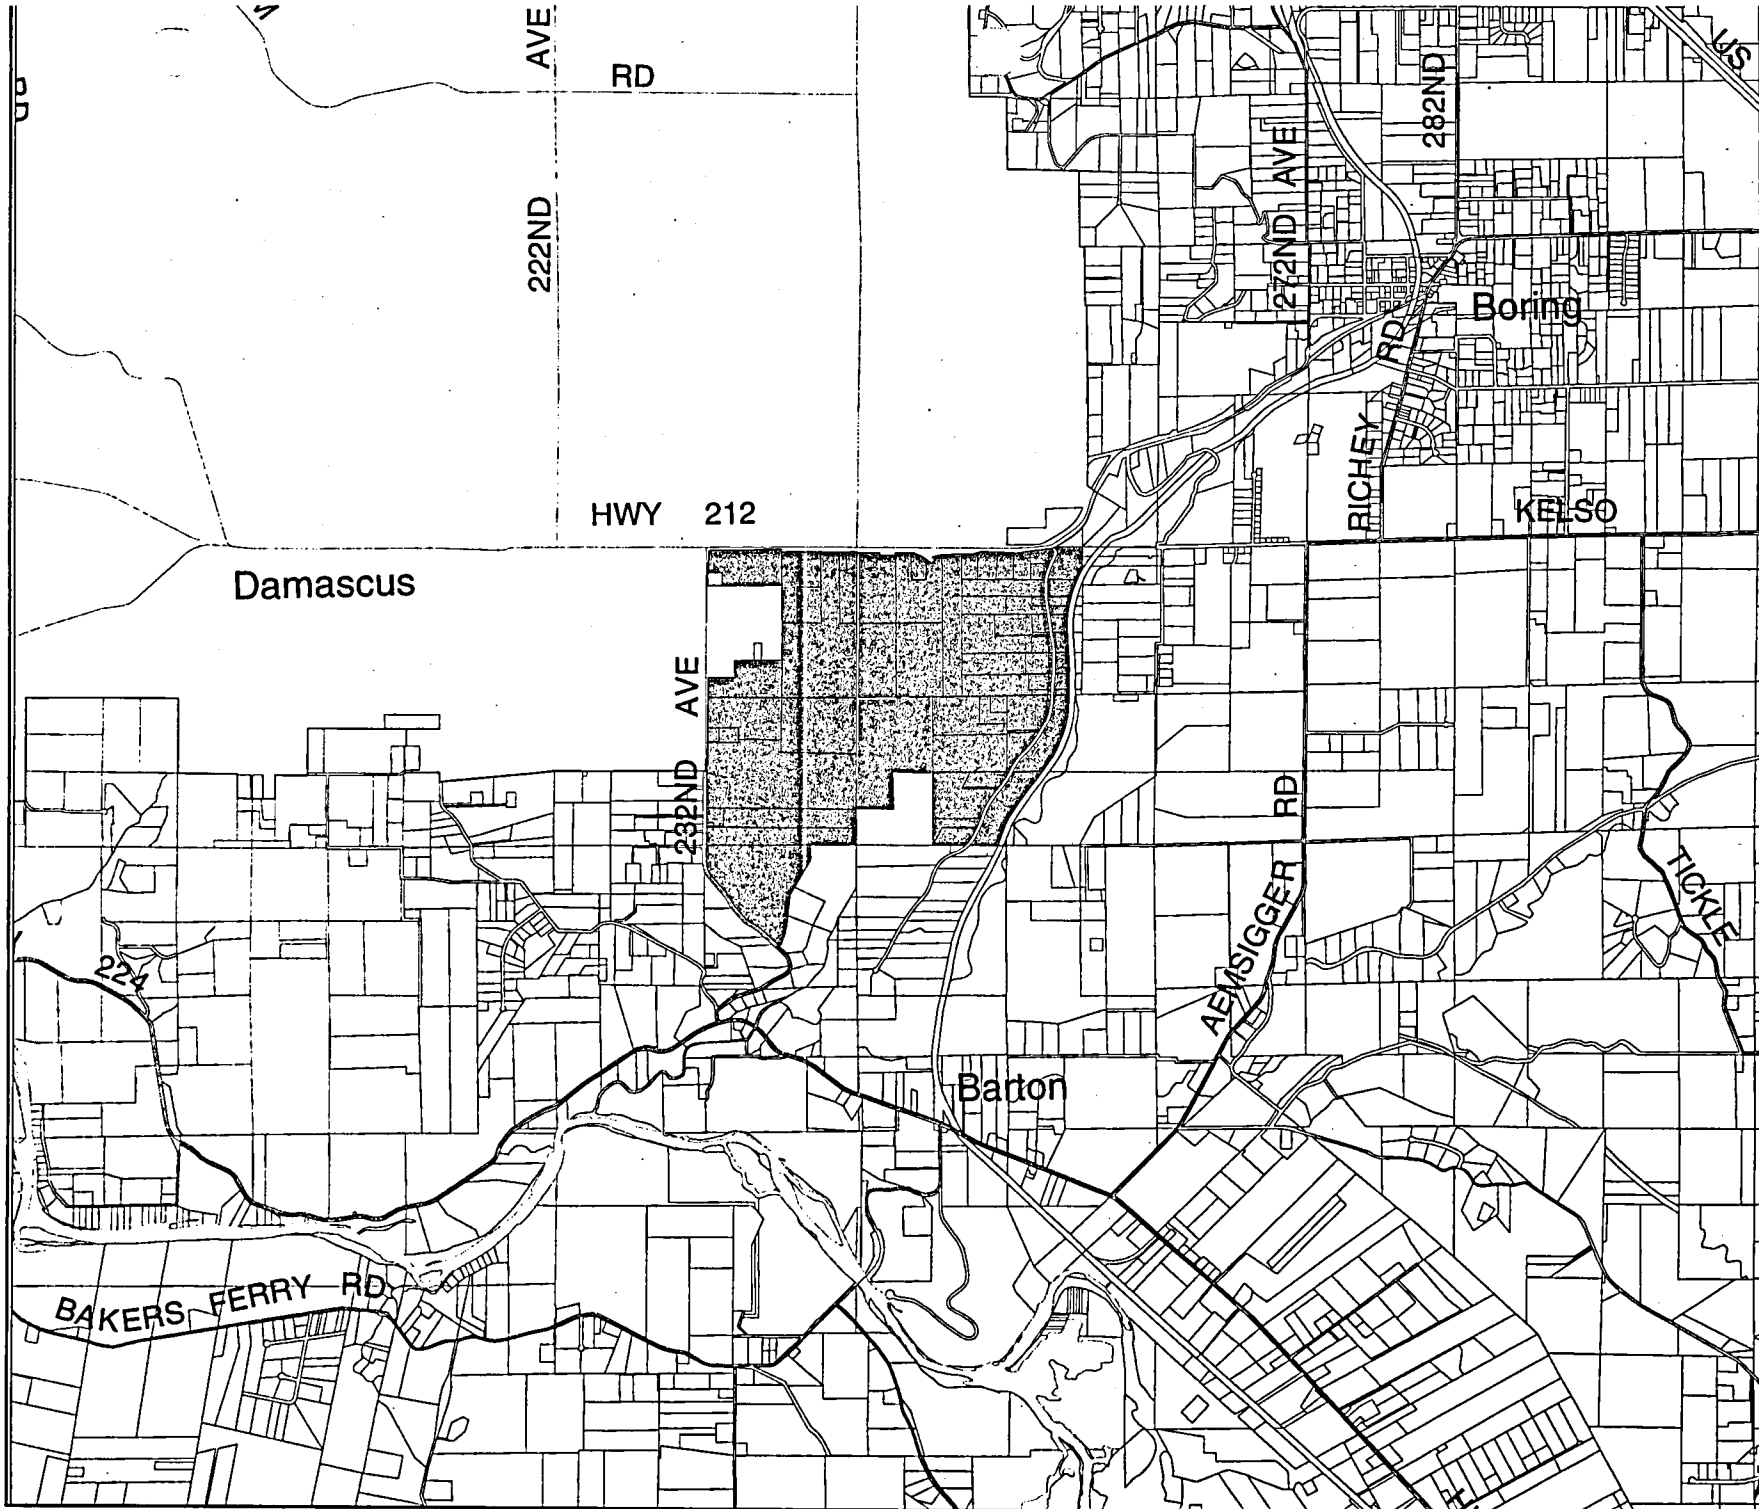 AVE
RD
US
282ND
RD
AVE
272ND
222ND
Boring
RD
RICHEY
HWY 212
KELSO
Damascus
AVE
232ND
RD
AEMSIGGER
TICKLE
224
Barton
BAKERS FERRY RD